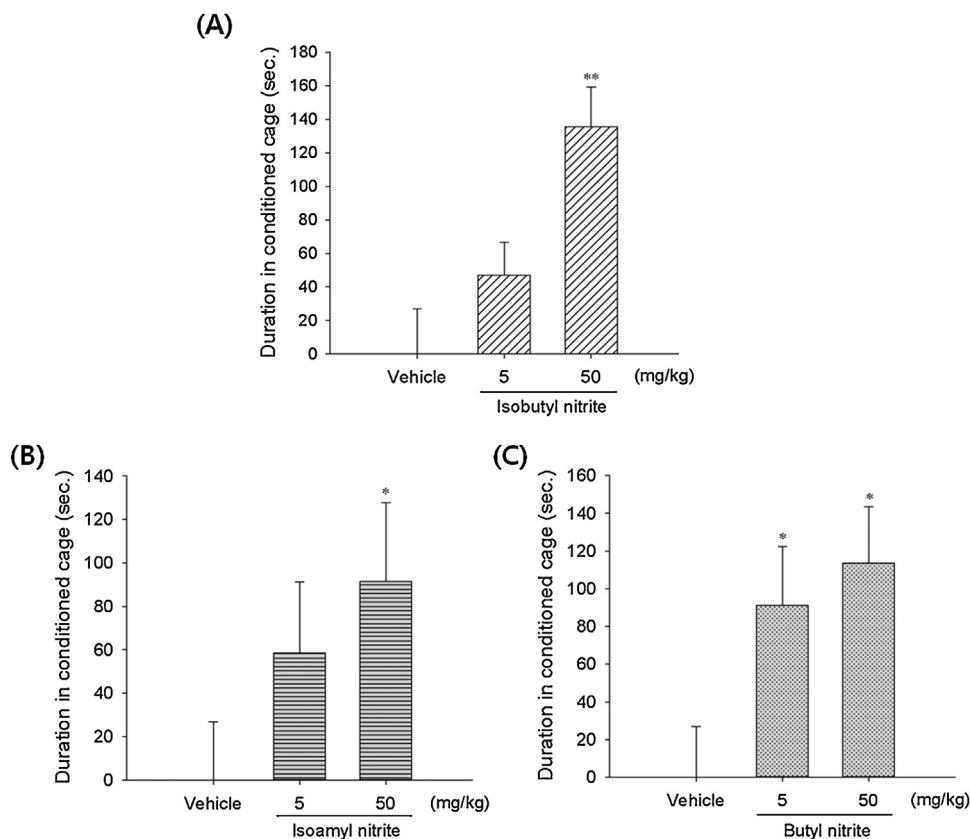 (A)
Duration in conditioned cage (sec.)
180
160
140
120
100
80
60
40
20
0
**
Vehicle 5 50 (mg/kg)
Isobutyl nitrite
(B)
Duration in conditioned cage (sec.)
140
120
100
80
60
40
20
0
*
Vehicle 5 50 (mg/kg)
Isoamyl nitrite
(C)
Duration in conditioned cage (sec.)
160
140
120
100
80
60
40
20
0
*
*
Vehicle 5 50 (mg/kg)
Butyl nitrite